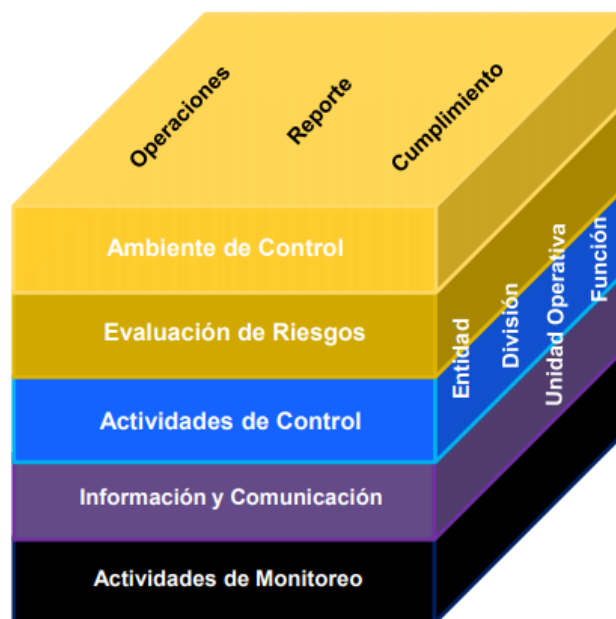 Operaciones
Reporte
Cumplimiento
Ambiente de Control
Evaluación de Riesgos
Actividades de Control
Información y Comunicación
Actividades de Monitoreo
Entidad
División
Unidad Operativa
Función